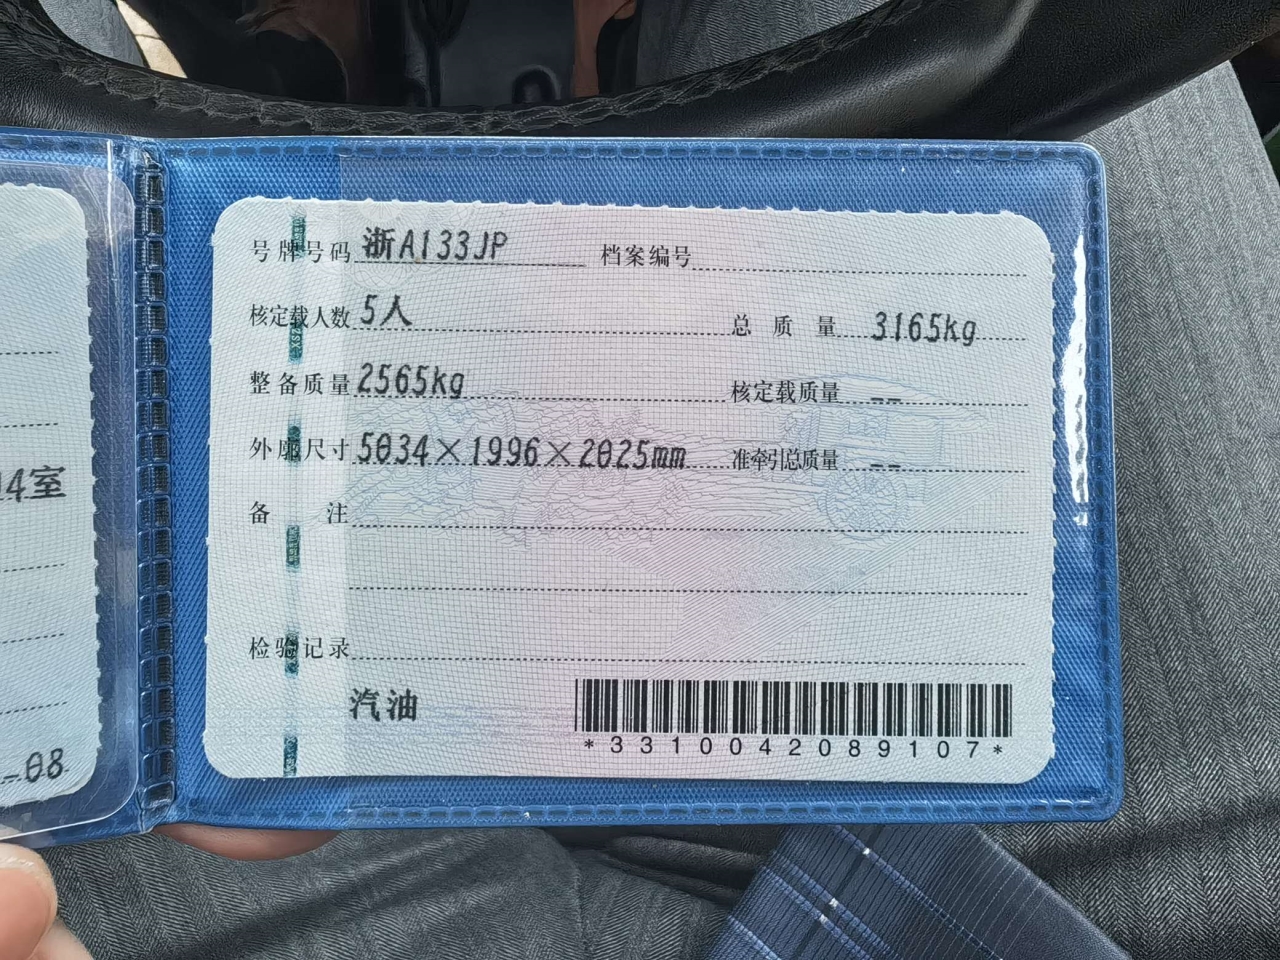 号牌号码 浙A133JP 档案编号
核定载人数 5人 总质量 3165kg
整备质量 2565kg 核定载质量 --
外廓尺寸 5034×1996×2025mm 准牵引总质量 --
备注
检验记录
汽油
*3310042089107*
14室
-08